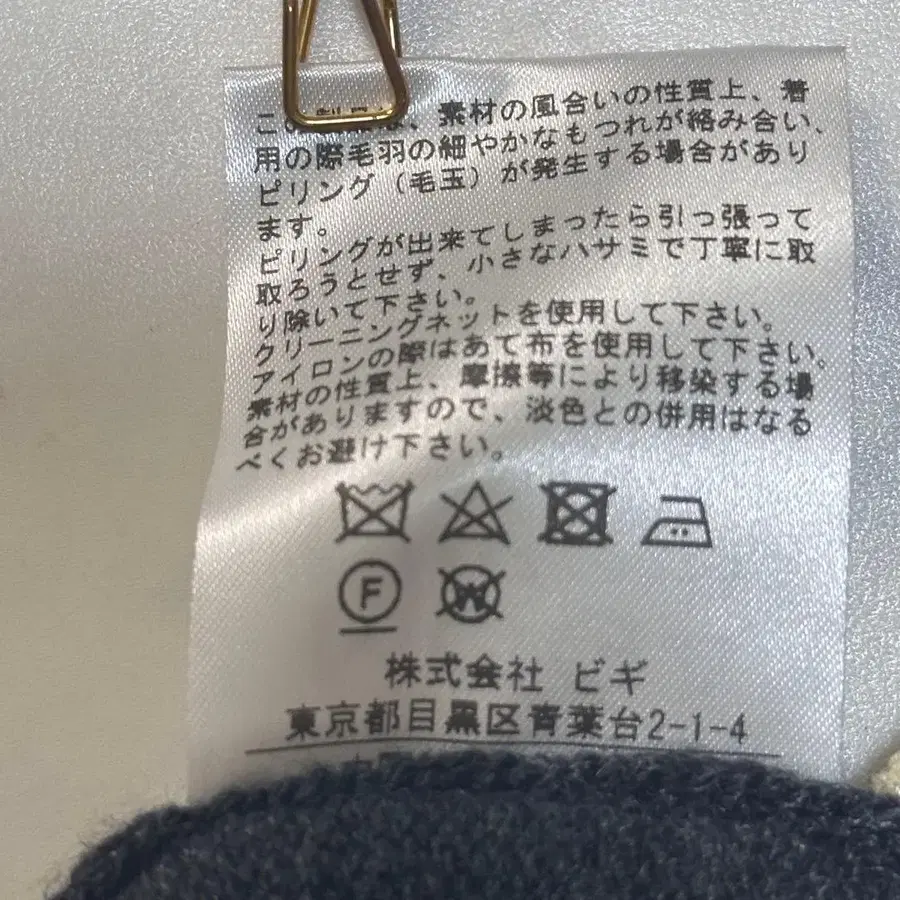 この製品は、素材の風合いの性質上、着
用の際毛羽の細やかなもつれが絡み合い、
ピリング（毛玉）が発生する場合があり
ます。
ピリングが出来てしまったら引っ張って
取ろうとせず、小さなハサミで丁寧に取
り除いて下さい。
クリーニングネットを使用して下さい。
アイロンの際はあて布を使用して下さい。
素材の性質上、摩擦等により移染する場
合がありますので、淡色との併用はなる
べくお避け下さい。
F W
株式会社 ビギ
東京都目黒区青葉台2-1-4